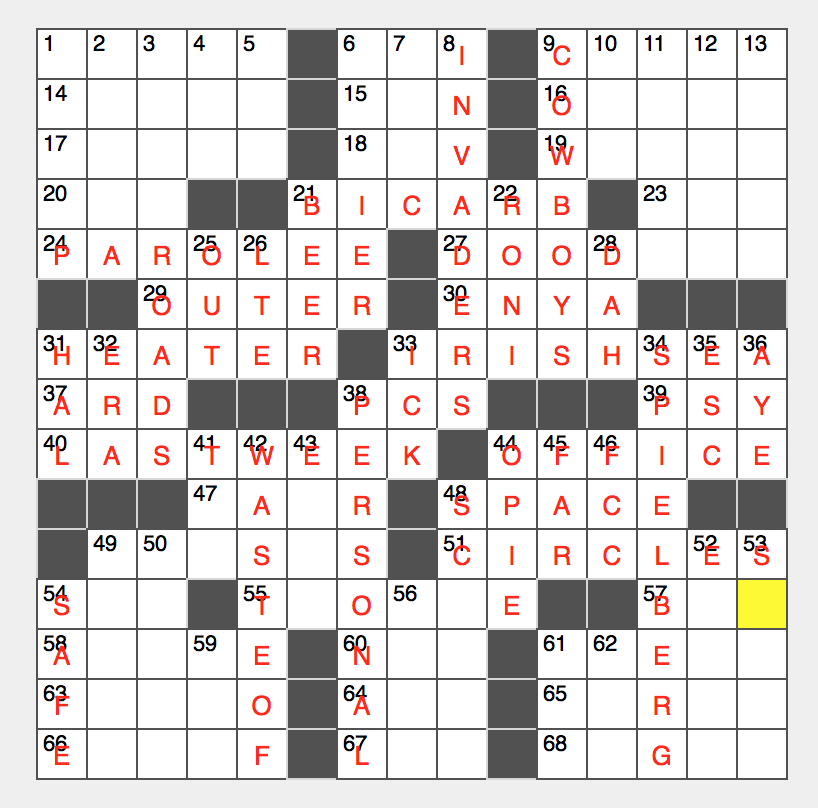 1 2 3 4 5 6 7 8 I 9 C 10 11 12 13
14 15 N 16 O
17 18 V 19 W
20 21 B I C A 22 R B 23
24 P A R 25 O 26 L E E 27 D O O 28 D
29 O U T E R 30 E N Y A
31 H 32 E A T E R 33 I R I S H 34 S 35 E 36 A
37 A R D 38 P C S 39 P S Y
40 L A S 41 T 42 W 43 E E K 44 O 45 F 46 F I C E
47 A R 48 S P A C E
49 50 S S 51 C I R C L 52 E 53 S
54 S 55 T O 56 E 57 B
58 A 59 E 60 N 61 62 E
63 F O 64 A 65 R
66 E F 67 L 68 G